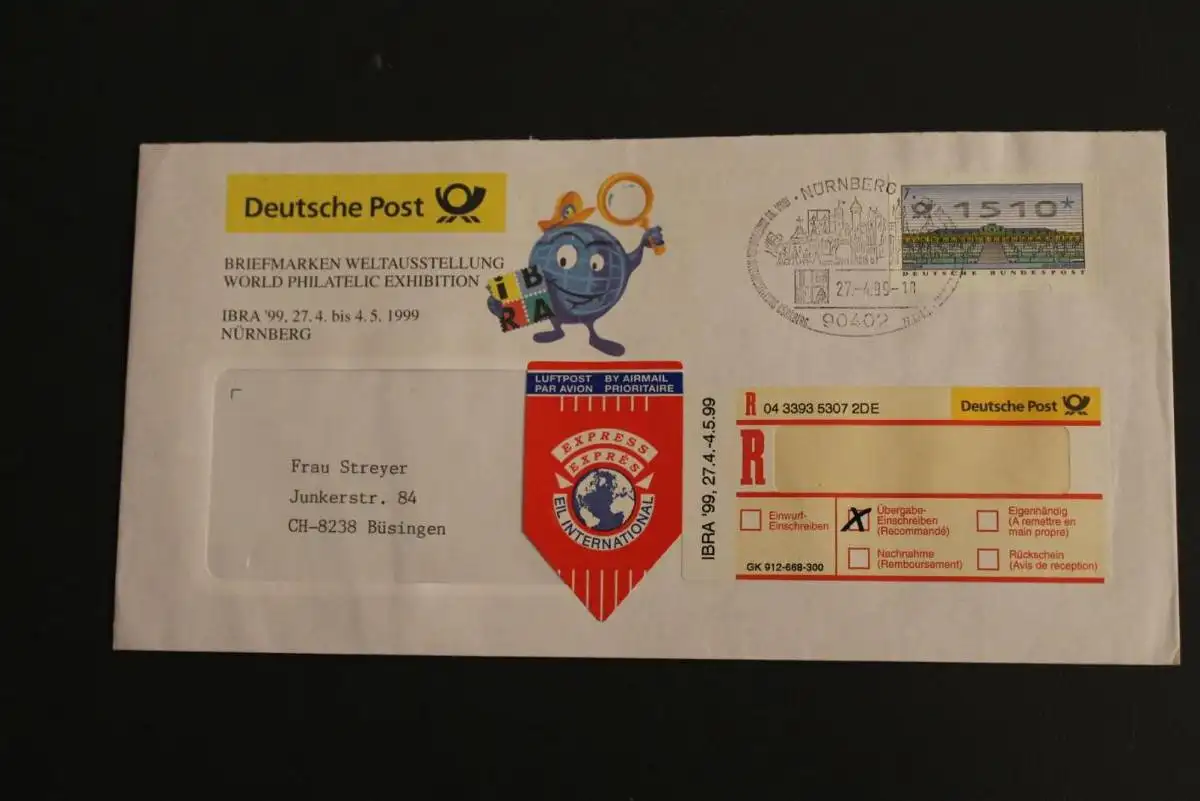 Deutsche Post
BRIEFMARKEN WELTAUSSTELLUNG
WORLD PHILATELIC EXHIBITION
IBRA '99, 27.4. bis 4.5. 1999
NÜRNBERG
iB
RA
NÜRNBERG
27.-4.99-18
90402
1510*
DEUTSCHE BUNDESPOST
Frau Streyer
Junkerstr. 84
CH-8238 Büsingen
LUFTPOST BY AIRMAIL
PAR AVION PRIORITAIRE
EXPRESS
EXPRÈS
EIL INTERNATIONAL
IBRA '99, 27.4.-4.5.99
R 04 3393 5307 2DE
Deutsche Post
R
Einwurf-
Einschreiben
Übergabe-
Einschreiben
(Recommandé)
Eigenhändig
(A remettre en
main propre)
Nachnahme
(Remboursement)
Rückschein
(Avis de reception)
GK 912-668-300